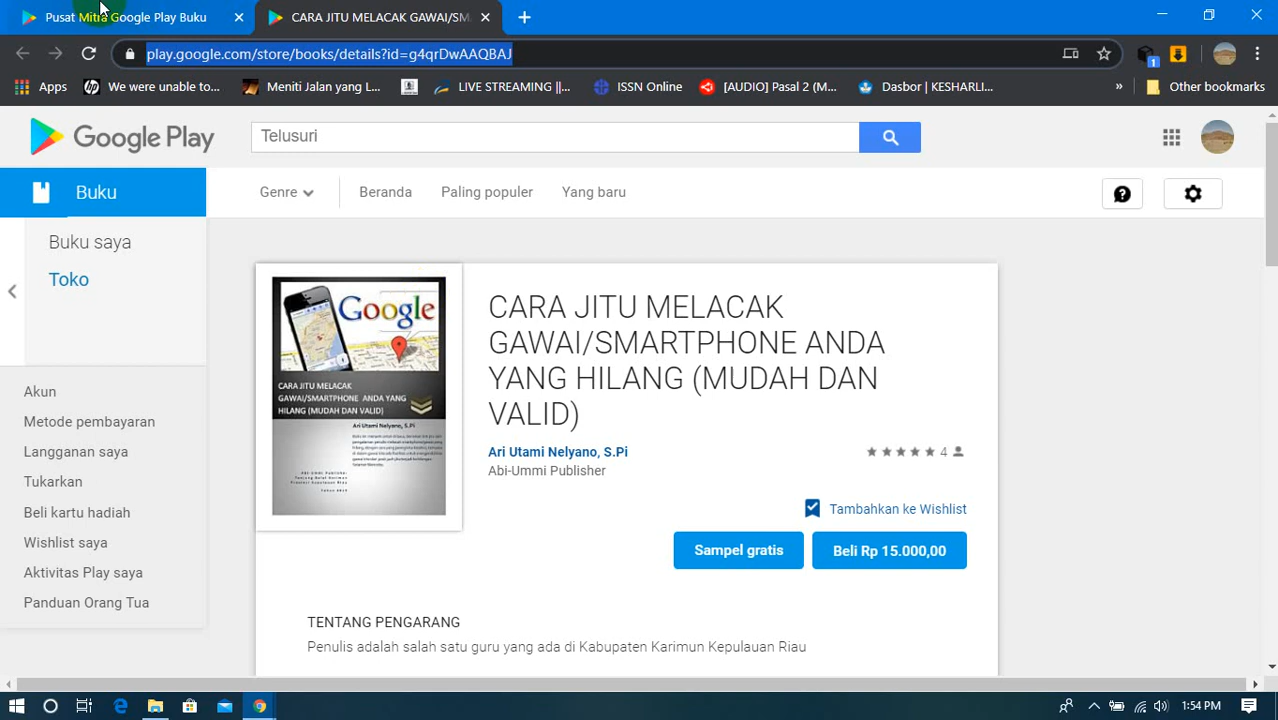 Pusat Mitra Google Play Buku
CARA JITU MELACAK GAWAI/SM
play.google.com/store/books/details?id=g4qrDwAAQBAJ
1
Apps
We were unable to...
Meniti Jalan yang L...
LIVE STREAMING ||...
ISSN Online
[AUDIO] Pasal 2 (M...
Dasbor | KESHARLI...
»
Other bookmarks
Google Play
Telusuri
Buku
Genre
Beranda
Paling populer
Yang baru
Buku saya
Toko
Akun
Metode pembayaran
Langganan saya
Tukarkan
Beli kartu hadiah
Wishlist saya
Aktivitas Play saya
Panduan Orang Tua
Google
CARA JITU MELACAK
GAWAI/SMARTPHONE ANDA YANG
HILANG (MUDAH DAN VALID)
Ari Utami Nelyano, S.Pi
Abi-Ummi Publisher
CARA JITU MELACAK
GAWAI/SMARTPHONE ANDA
YANG HILANG (MUDAH DAN
VALID)
Ari Utami Nelyano, S.Pi
4
Abi-Ummi Publisher
Tambahkan ke Wishlist
Sampel gratis
Beli Rp 15.000,00
TENTANG PENGARANG
Penulis adalah salah satu guru yang ada di Kabupaten Karimun Kepulauan Riau
1:54 PM